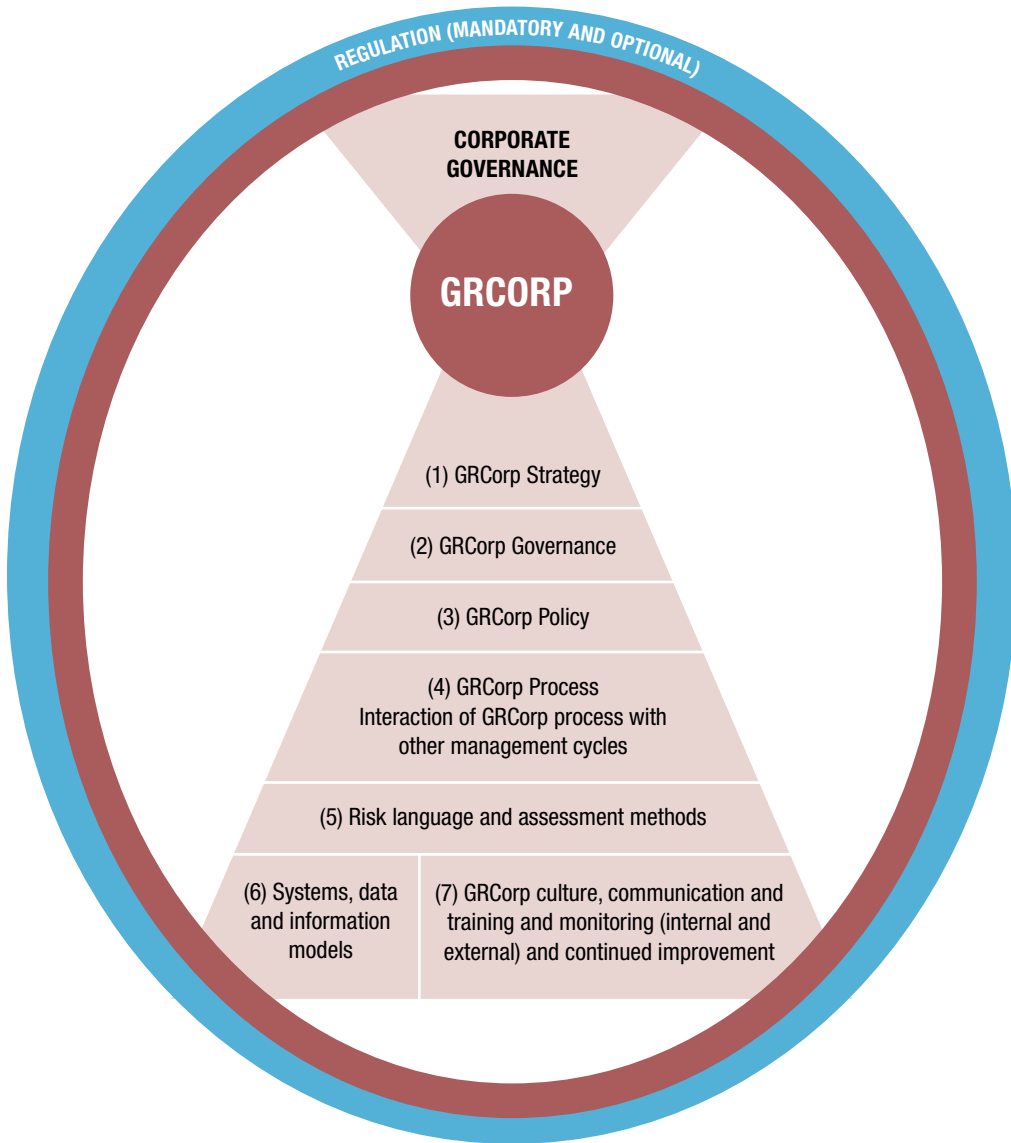 REGULATION (MANDATORY AND OPTIONAL)
CORPORATE
GOVERNANCE
GRCORP
(1) GRCorp Strategy
(2) GRCorp Governance
(3) GRCorp Policy
(4) GRCorp Process
Interaction of GRCorp process with
other management cycles
(5) Risk language and assessment methods
(6) Systems, data
and information
models
(7) GRCorp culture, communication and
training and monitoring (internal and
external) and continued improvement